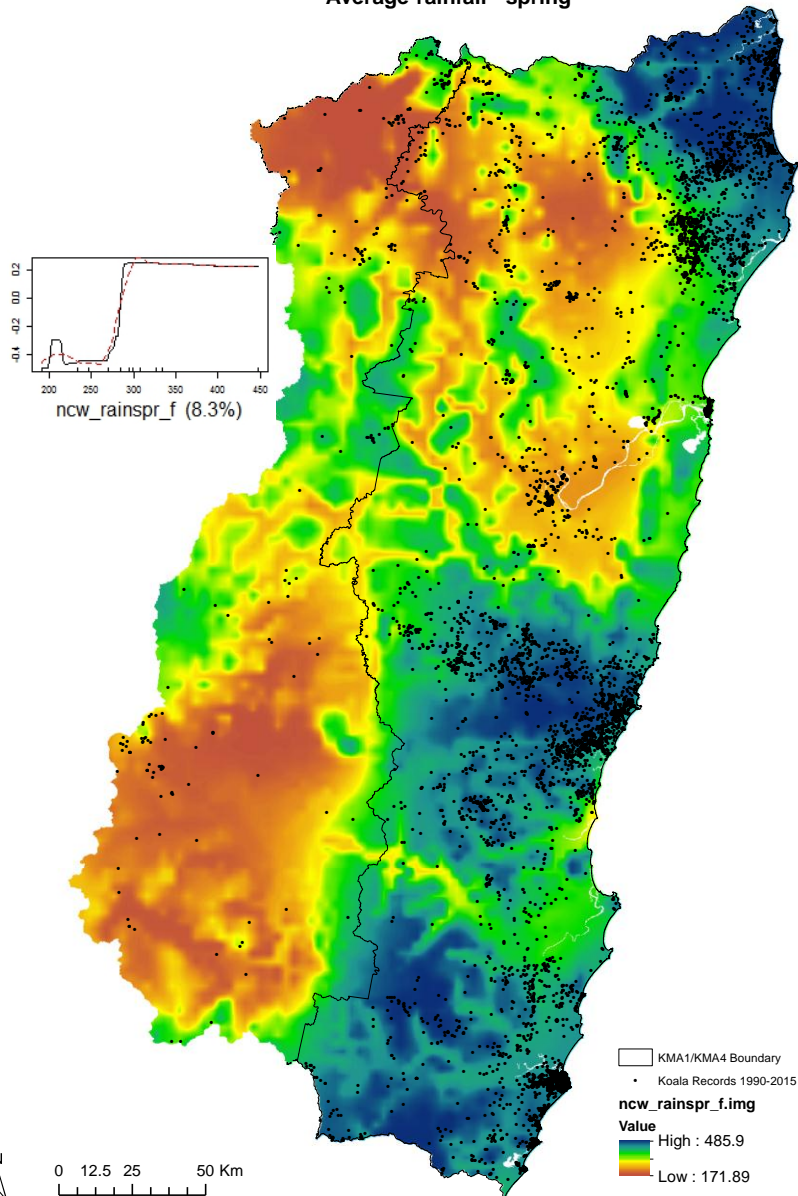 Average rainfall - spring
0.2
0.0
-0.2
-0.4
200 250 300 350 400 450
ncw_rainspr_f (8.3%)
KMA1/KMA4 Boundary
Koala Records 1990-2015
ncw_rainspr_f.img
Value
High : 485.9
Low : 171.89
0 12.5 25 50 Km
N